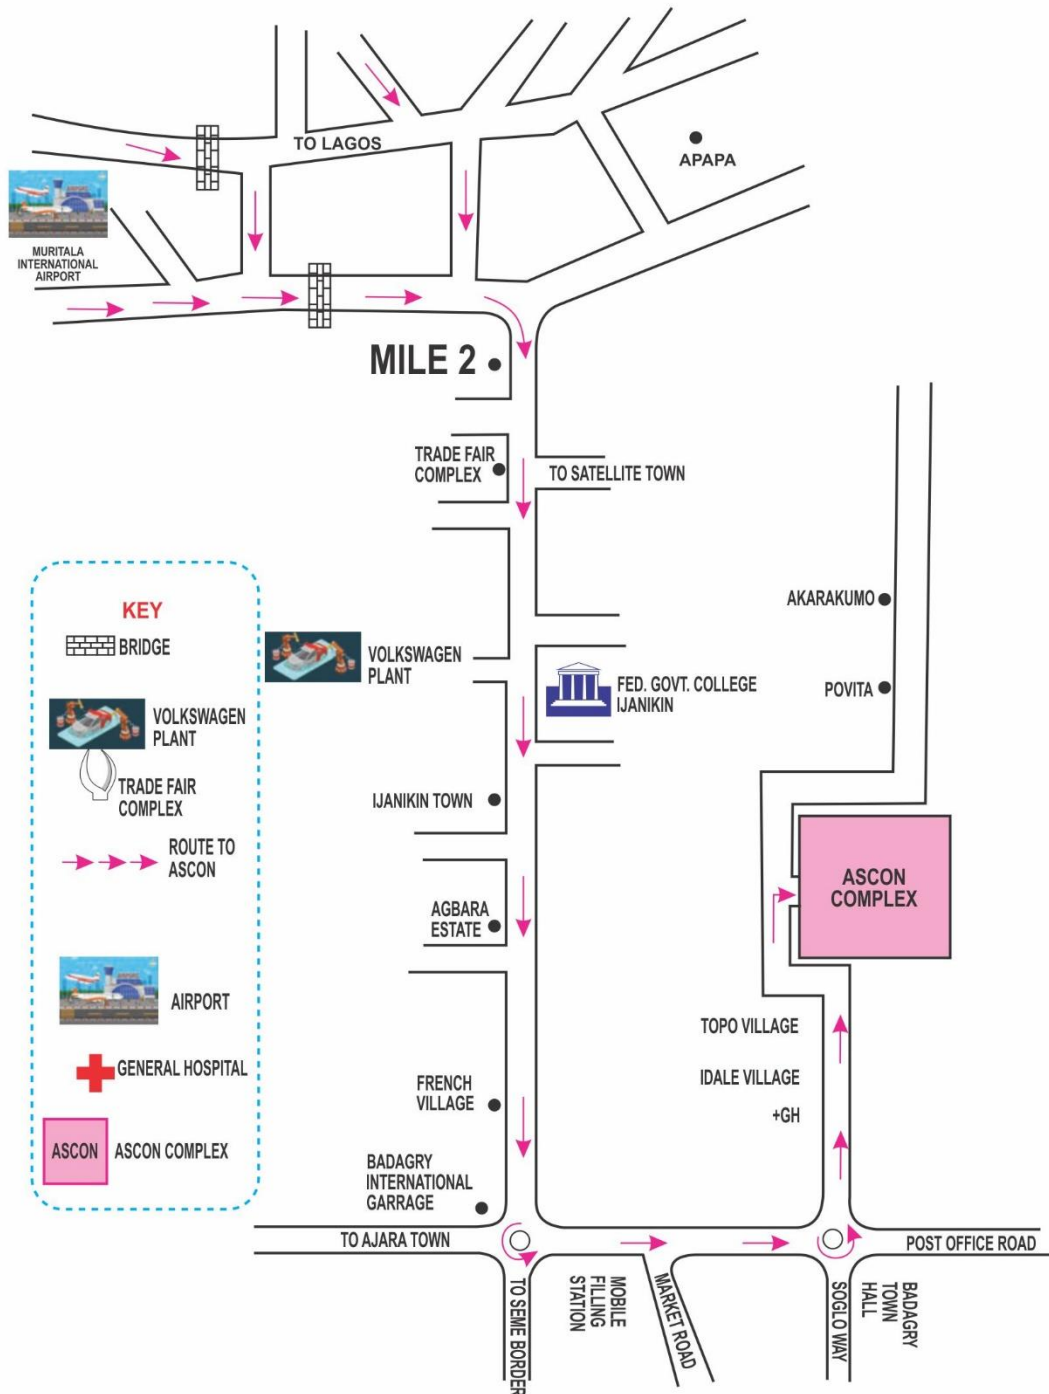 TO LAGOS
APAPA
MURITALA
INTERNATIONAL
AIRPORT
MILE 2
TRADE FAIR
COMPLEX
TO SATELLITE TOWN
AKARAKUMO
KEY
BRIDGE
VOLKSWAGEN
PLANT
FED. GOVT. COLLEGE
IJANIKIN
POVITA
VOLKSWAGEN
PLANT
TRADE FAIR
COMPLEX
IJANIKIN TOWN
ROUTE TO
ASCON
ASCON
COMPLEX
AGBARA
ESTATE
AIRPORT
TOPO VILLAGE
GENERAL HOSPITAL
IDALE VILLAGE
FRENCH
VILLAGE
+GH
ASCON
ASCON COMPLEX
BADAGRY
INTERNATIONAL
GARRAGE
TO AJARA TOWN
POST OFFICE ROAD
TO SEME BORDER
MOBILE
FILLING
STATION
MARKET ROAD
SOGLO WAY
BADAGRY
TOWN
HALL